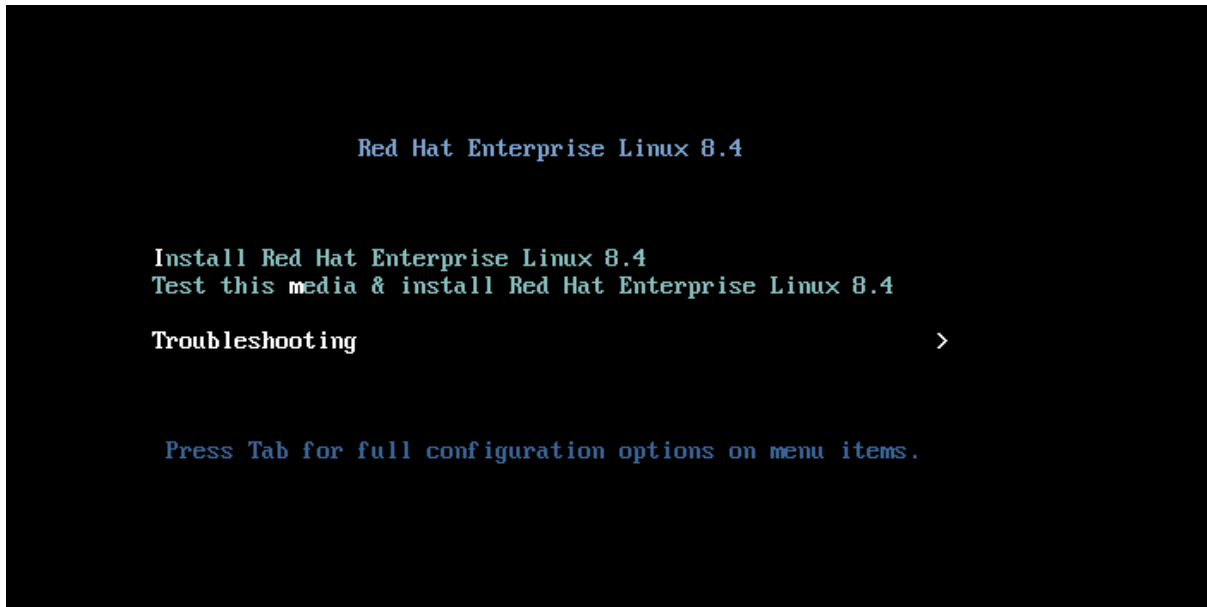 Red Hat Enterprise Linux 8.4
Install Red Hat Enterprise Linux 8.4
Test this media & install Red Hat Enterprise Linux 8.4
Troubleshooting >
Press Tab for full configuration options on menu items.